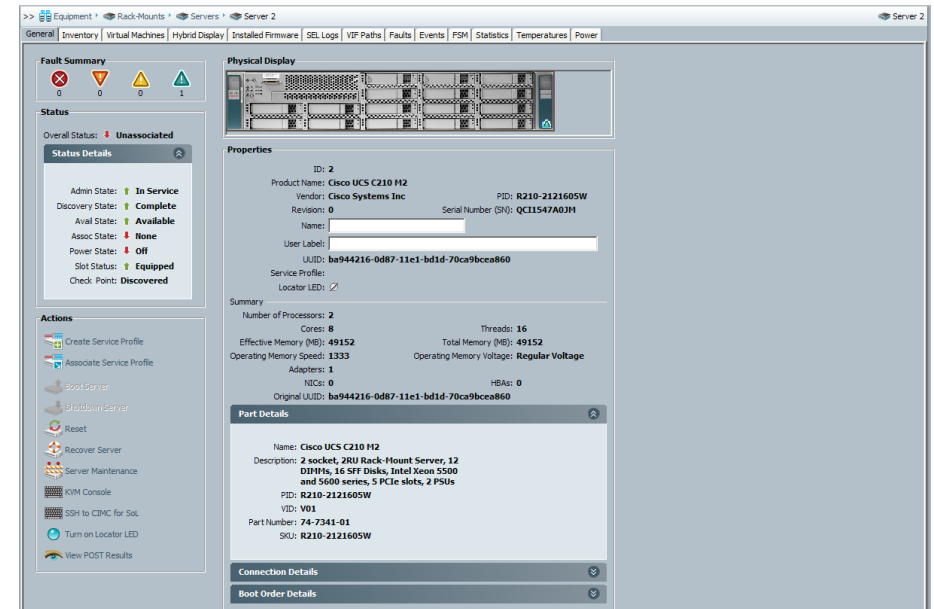 >> Equipment Rack-Mounts Servers Server 2
Server 2
General Inventory Virtual Machines Hybrid Display Installed Firmware SEL Logs VIF Paths Faults Events FSM Statistics Temperatures Power
Fault Summary
0 0 0 1
Status
Overall Status: Unassociated
Status Details
Admin State: In Service
Discovery State: Complete
Avail State: Available
Assoc State: None
Power State: Off
Slot Status: Equipped
Check Point: Discovered
Actions
Create Service Profile
Associate Service Profile
Boot Server
Shutdown Server
Reset
Recover Server
Server Maintenance
KVM Console
SSH to CIMC for SoL
Turn on Locator LED
View POST Results
Physical Display
Properties
ID: 2
Product Name: Cisco UCS C210 M2
Vendor: Cisco Systems Inc PID: R210-2121605W
Revision: 0 Serial Number (SN): QCI1547A0JM
Name:
User Label:
UUID: ba944216-0d87-11e1-bd1d-70ca9bcea860
Service Profile:
Locator LED:
Summary
Number of Processors: 2
Cores: 8 Threads: 16
Effective Memory (MB): 49152 Total Memory (MB): 49152
Operating Memory Speed: 1333 Operating Memory Voltage: Regular Voltage
Adapters: 1
NICs: 0 HBAs: 0
Original UUID: ba944216-0d87-11e1-bd1d-70ca9bcea860
Part Details
Name: Cisco UCS C210 M2
Description: 2 socket, 2RU Rack-Mount Server, 12
DIMMs, 16 SFF Disks, Intel Xeon 5500
and 5600 series, 5 PCIe slots, 2 PSUs
PID: R210-2121605W
VID: V01
Part Number: 74-7341-01
SKU: R210-2121605W
Connection Details
Boot Order Details